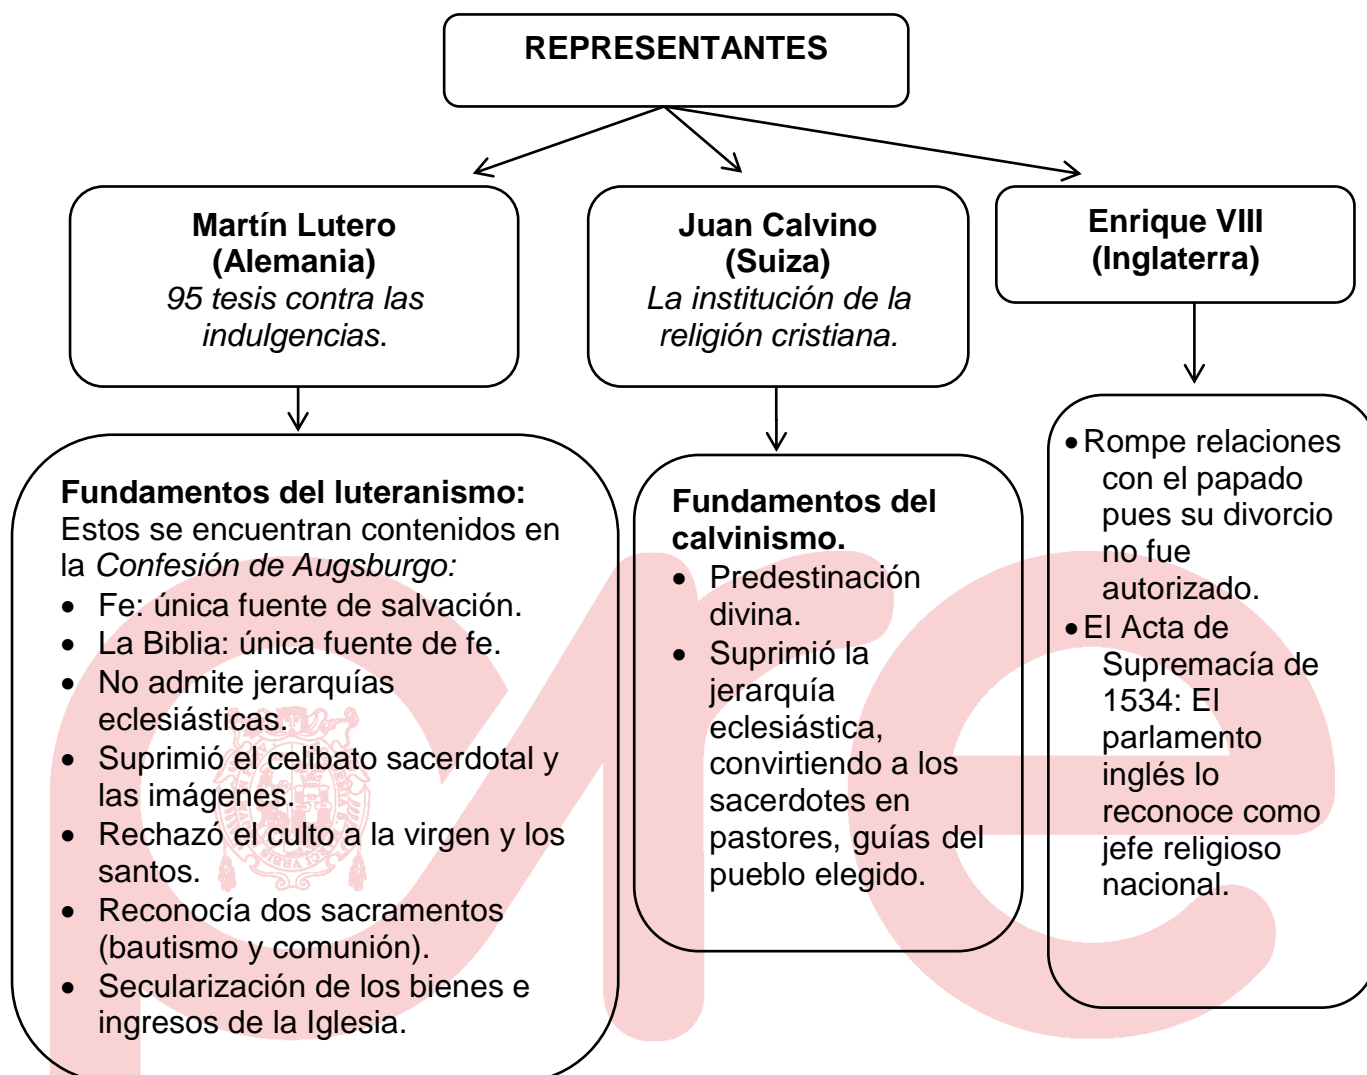 REPRESENTANTES
Martín Lutero
(Alemania)
95 tesis contra las
indulgencias.
Juan Calvino
(Suiza)
La institución de la
religión cristiana.
Enrique VIII
(Inglaterra)
Fundamentos del luteranismo:
Estos se encuentran contenidos en
la Confesión de Augsburgo:
• Fe: única fuente de salvación.
• La Biblia: única fuente de fe.
• No admite jerarquías
eclesiásticas.
• Suprimió el celibato sacerdotal y
las imágenes.
• Rechazó el culto a la virgen y los
santos.
• Reconocía dos sacramentos
(bautismo y comunión).
• Secularización de los bienes e
ingresos de la Iglesia.
Fundamentos del
calvinismo.
• Predestinación
divina.
• Suprimió la
jerarquía
eclesiástica,
convirtiendo a los
sacerdotes en
pastores, guías del
pueblo elegido.
• Rompe relaciones
con el papado
pues su divorcio
no fue
autorizado.
• El Acta de
Supremacía de
1534: El
parlamento
inglés lo
reconoce como
jefe religioso
nacional.